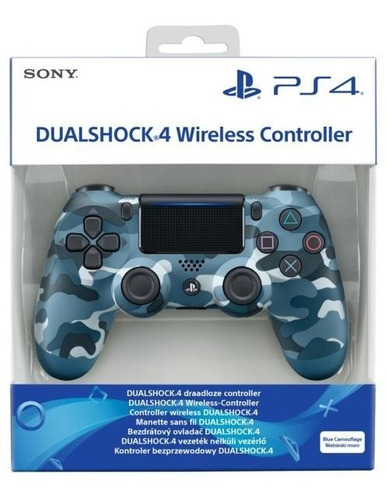 SONY
PS4
DUALSHOCK®4 Wireless Controller
DUALSHOCK®4 draadloze controller
DUALSHOCK®4 Wireless-Controller
Controller wireless DUALSHOCK®4
Manette sans fil DUALSHOCK®4
Bezdrátový ovladač DUALSHOCK®4
DUALSHOCK®4 vezeték nélküli vezérlő
Kontroler bezprzewodowy DUALSHOCK®4
Blue Camouflage
Niebieski moro